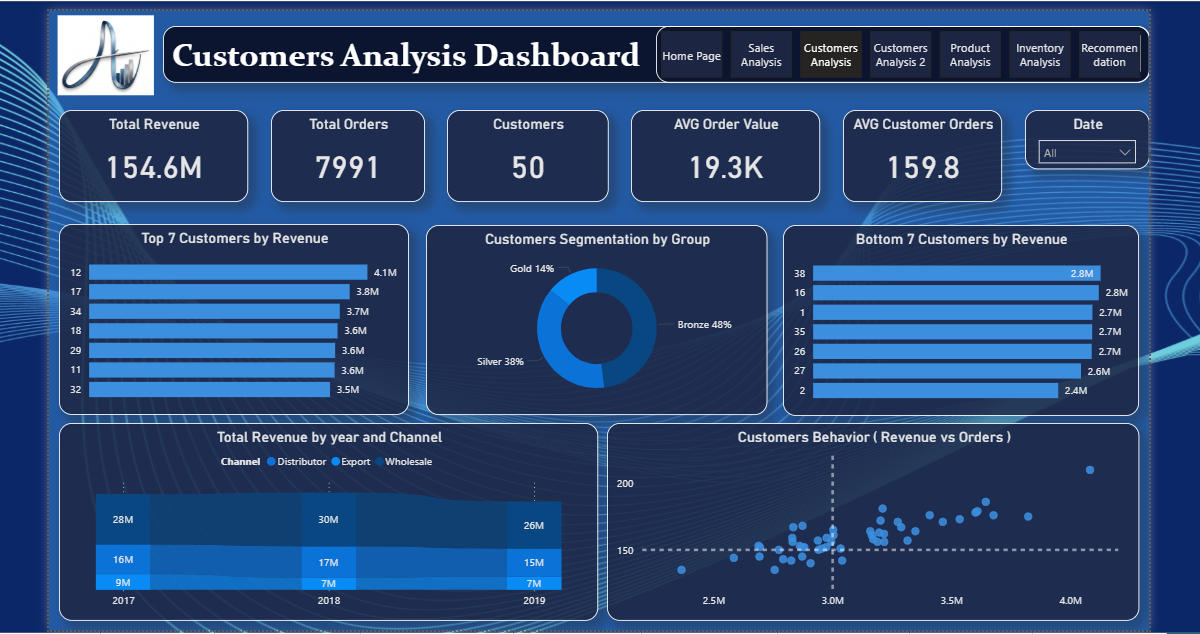 Customers Analysis Dashboard
Home Page
Sales
Analysis
Customers
Analysis
Customers
Analysis 2
Product
Analysis
Inventory
Analysis
Recommen
dation
Total Revenue
154.6M
Total Orders
7991
Customers
50
AVG Order Value
19.3K
AVG Customer Orders
159.8
Date
All
Top 7 Customers by Revenue
12 4.1M
17 3.8M
34 3.7M
18 3.6M
29 3.6M
11 3.6M
32 3.5M
Customers Segmentation by Group
Gold 14%
Bronze 48%
Silver 38%
Bottom 7 Customers by Revenue
38 2.8M
16 2.8M
1 2.7M
35 2.7M
26 2.7M
27 2.6M
2 2.4M
Total Revenue by year and Channel
Channel Distributor Export Wholesale
28M 30M 26M
16M 17M 15M
9M 7M 7M
2017 2018 2019
Customers Behavior ( Revenue vs Orders )
200
150
2.5M 3.0M 3.5M 4.0M